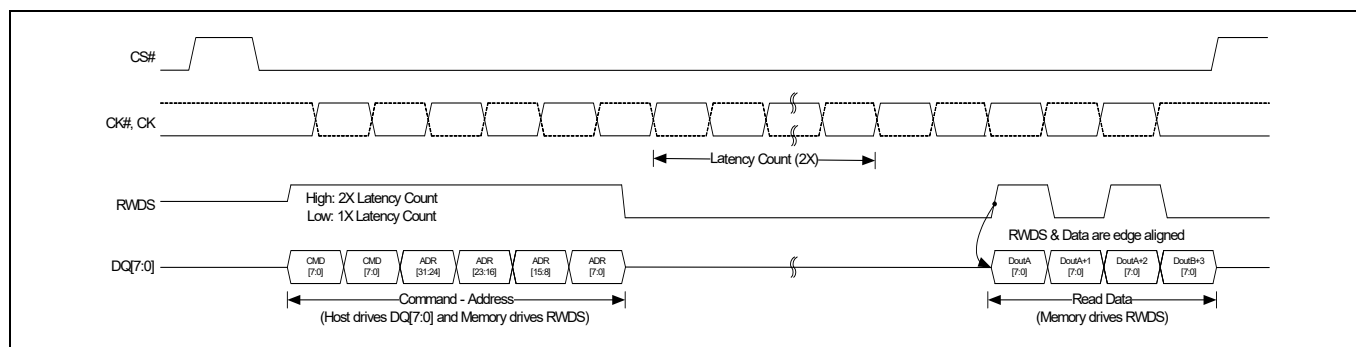 CS#
CK#, CK
Latency Count (2X)
RWDS
High: 2X Latency Count
Low: 1X Latency Count
RWDS & Data are edge aligned
DQ[7:0]
CMD
[7:0]
CMD
[7:0]
ADR
[31:24]
ADR
[23:16]
ADR
[15:8]
ADR
[7:0]
DoutA
[7:0]
DoutA+1
[7:0]
DoutA+2
[7:0]
DoutB+3
[7:0]
Command - Address
(Host drives DQ[7:0] and Memory drives RWDS)
Read Data
(Memory drives RWDS)